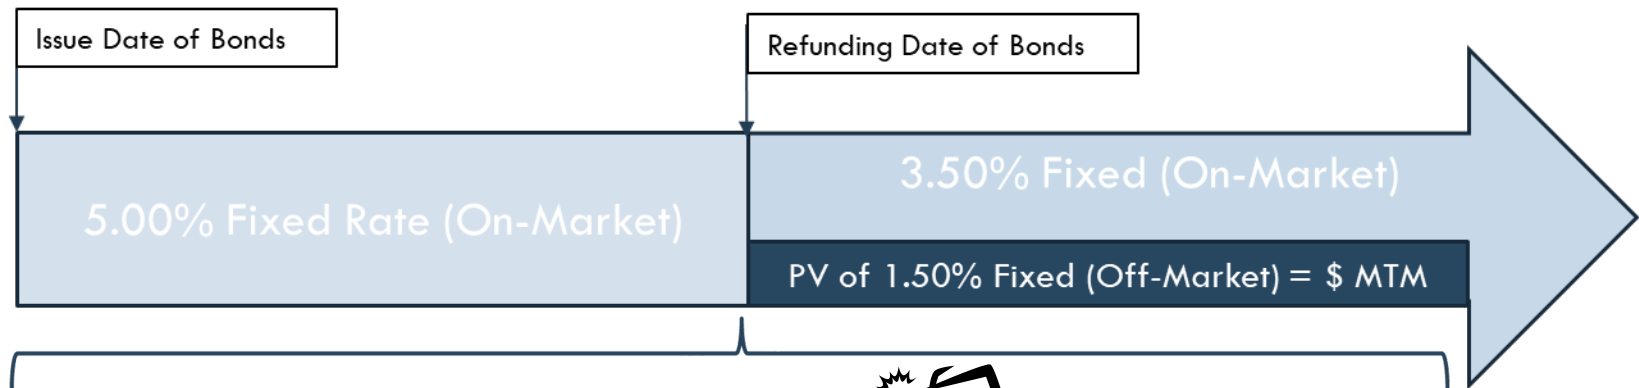 Issue Date of Bonds
Refunding Date of Bonds
5.00% Fixed Rate (On-Market)
3.50% Fixed (On-Market)
PV of 1.50% Fixed (Off-Market) = $ MTM